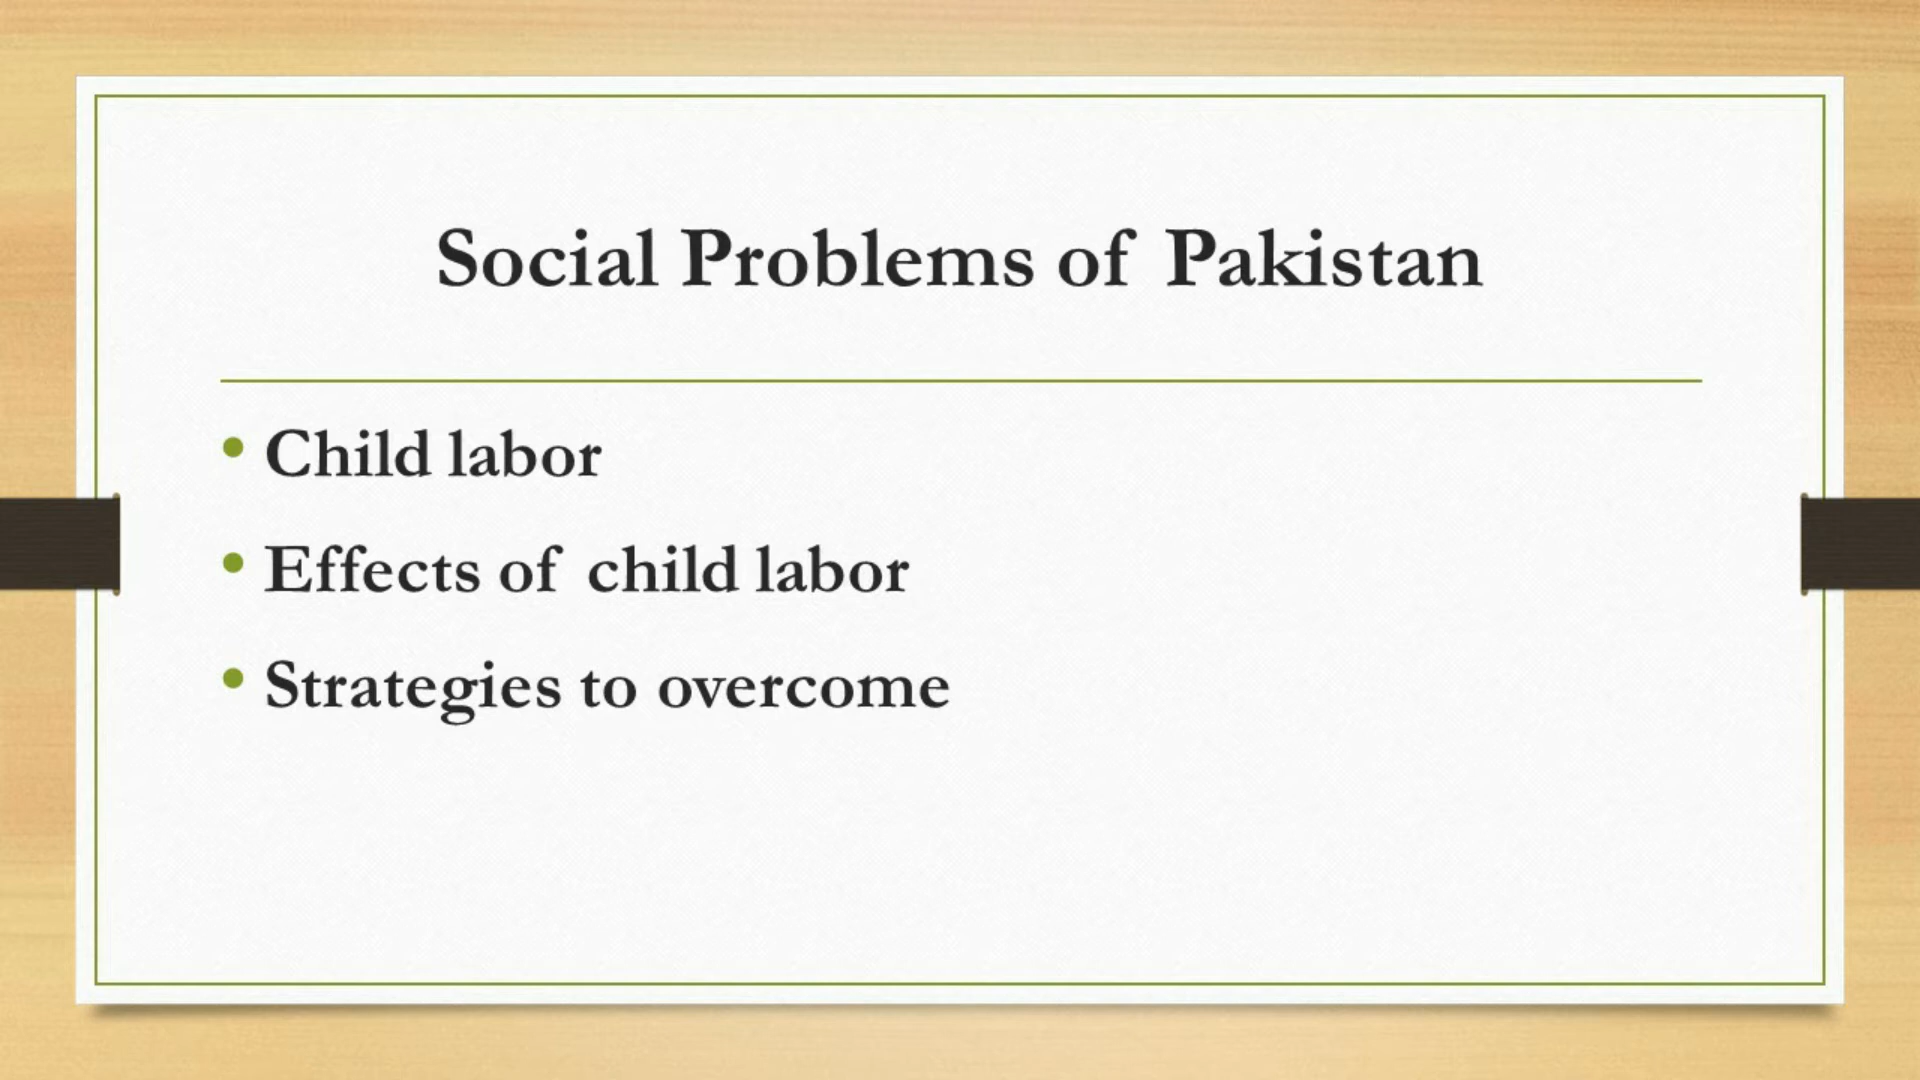 Social Problems of Pakistan
• Child labor
• Effects of child labor
• Strategies to overcome